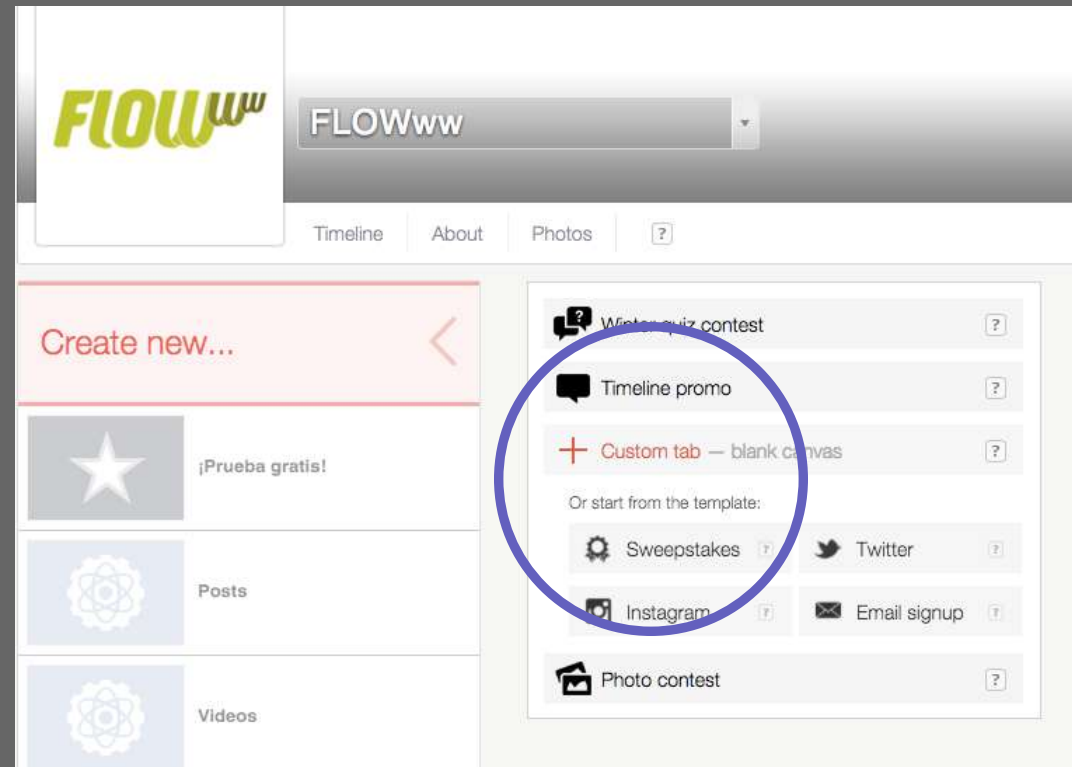 FLOWww
FLOWww
Timeline
About
Photos
?
Create new...
¡Prueba gratis!
Posts
Videos
? Winter quiz contest ?
Timeline promo ?
Custom tab — blank canvas ?
Or start from the template:
Sweepstakes ? Twitter ?
Instagram ? Email signup ?
Photo contest ?